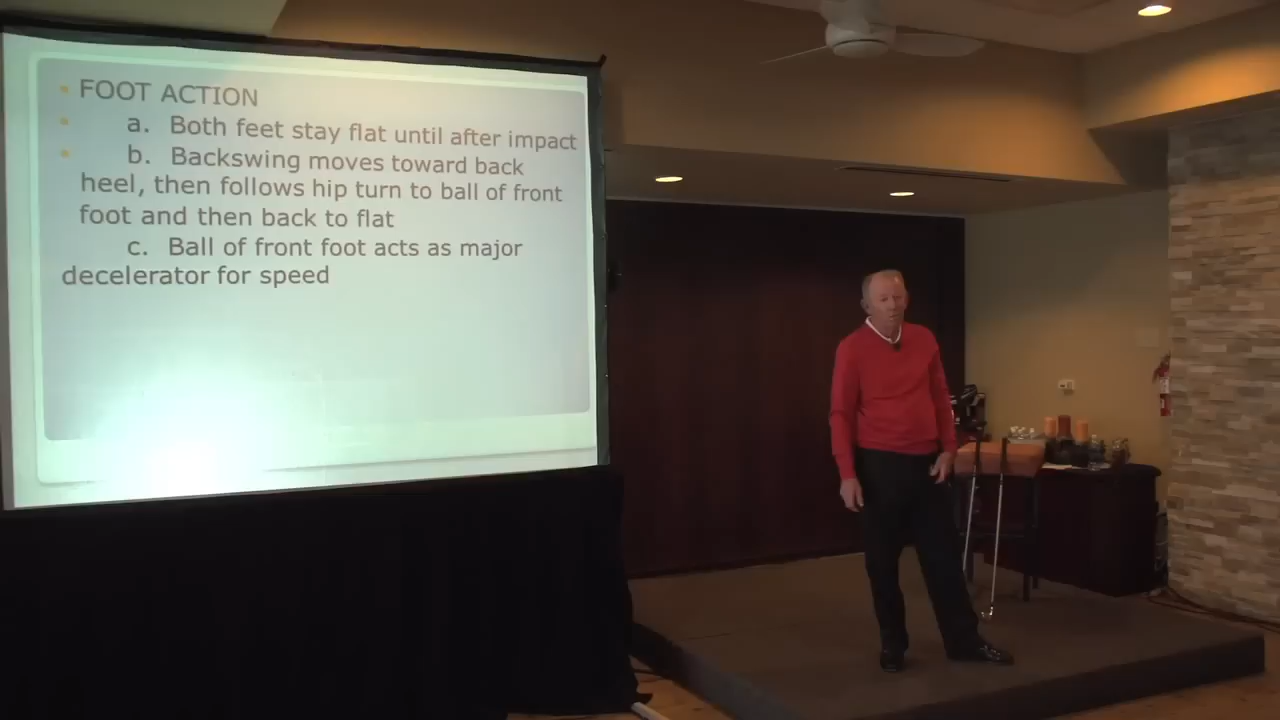 FOOT ACTION
a. Both feet stay flat until after impact
b. Backswing moves toward back
heel, then follows hip turn to ball of front
foot and then back to flat
c. Ball of front foot acts as major
decelerator for speed